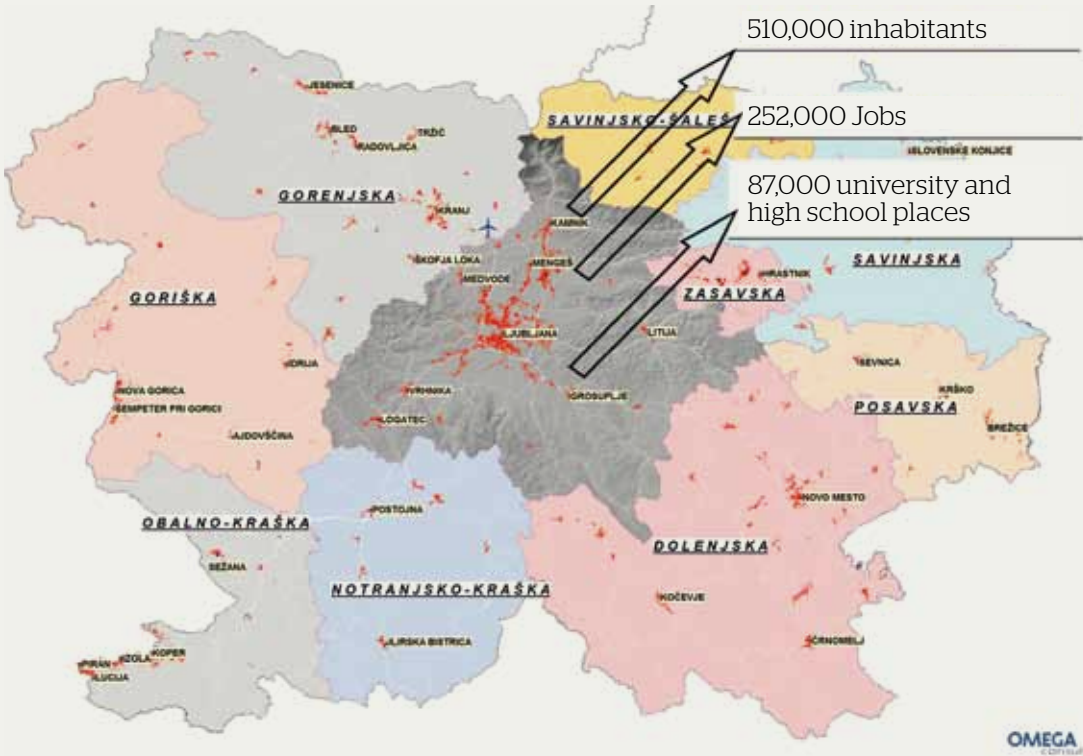 510,000 inhabitants
252,000 Jobs
87,000 university and
high school places
JESENICE
BLED
RADOVLJICA
TRŽIČ
SAVINJSKO-ŠALEŠ
SLOVENSKE KONJICE
GORENJSKA
KRANJ
KAMNIK
ŠKOFJA LOKA
MEDVODE
MENGEŠ
HRASTNIK
SAVINJSKA
ZASAVSKA
GORIŠKA
LJUBLJANA
LITIJA
IDRIJA
SEVNICA
NOVA GORICA
ŠEMPETER PRI GORICI
VRHNIKA
GROSUPLJE
KRŠKO
POSAVSKA
LOGATEC
BREŽICE
AJDOVŠČINA
NOVO MESTO
POSTOJNA
OBALNO-KRAŠKA
DOLENJSKA
SEŽANA
NOTRANJSKO-KRAŠKA
KOČEVJE
ILIRSKA BISTRICA
ČRNOMELJ
KOPER
IZOLA
PIRAN
LUCIJA
OMEGA
consult